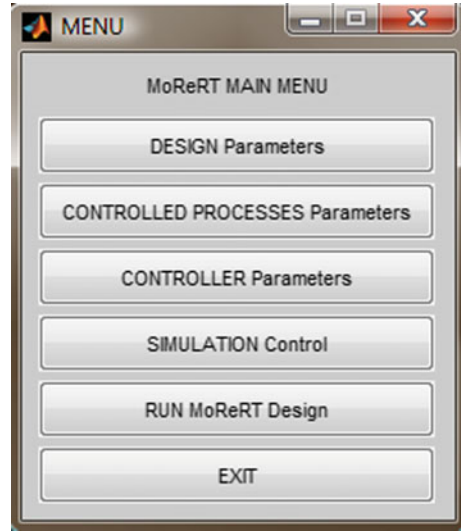 MENU
MoReRT MAIN MENU
DESIGN Parameters
CONTROLLED PROCESSES Parameters
CONTROLLER Parameters
SIMULATION Control
RUN MoReRT Design
EXIT